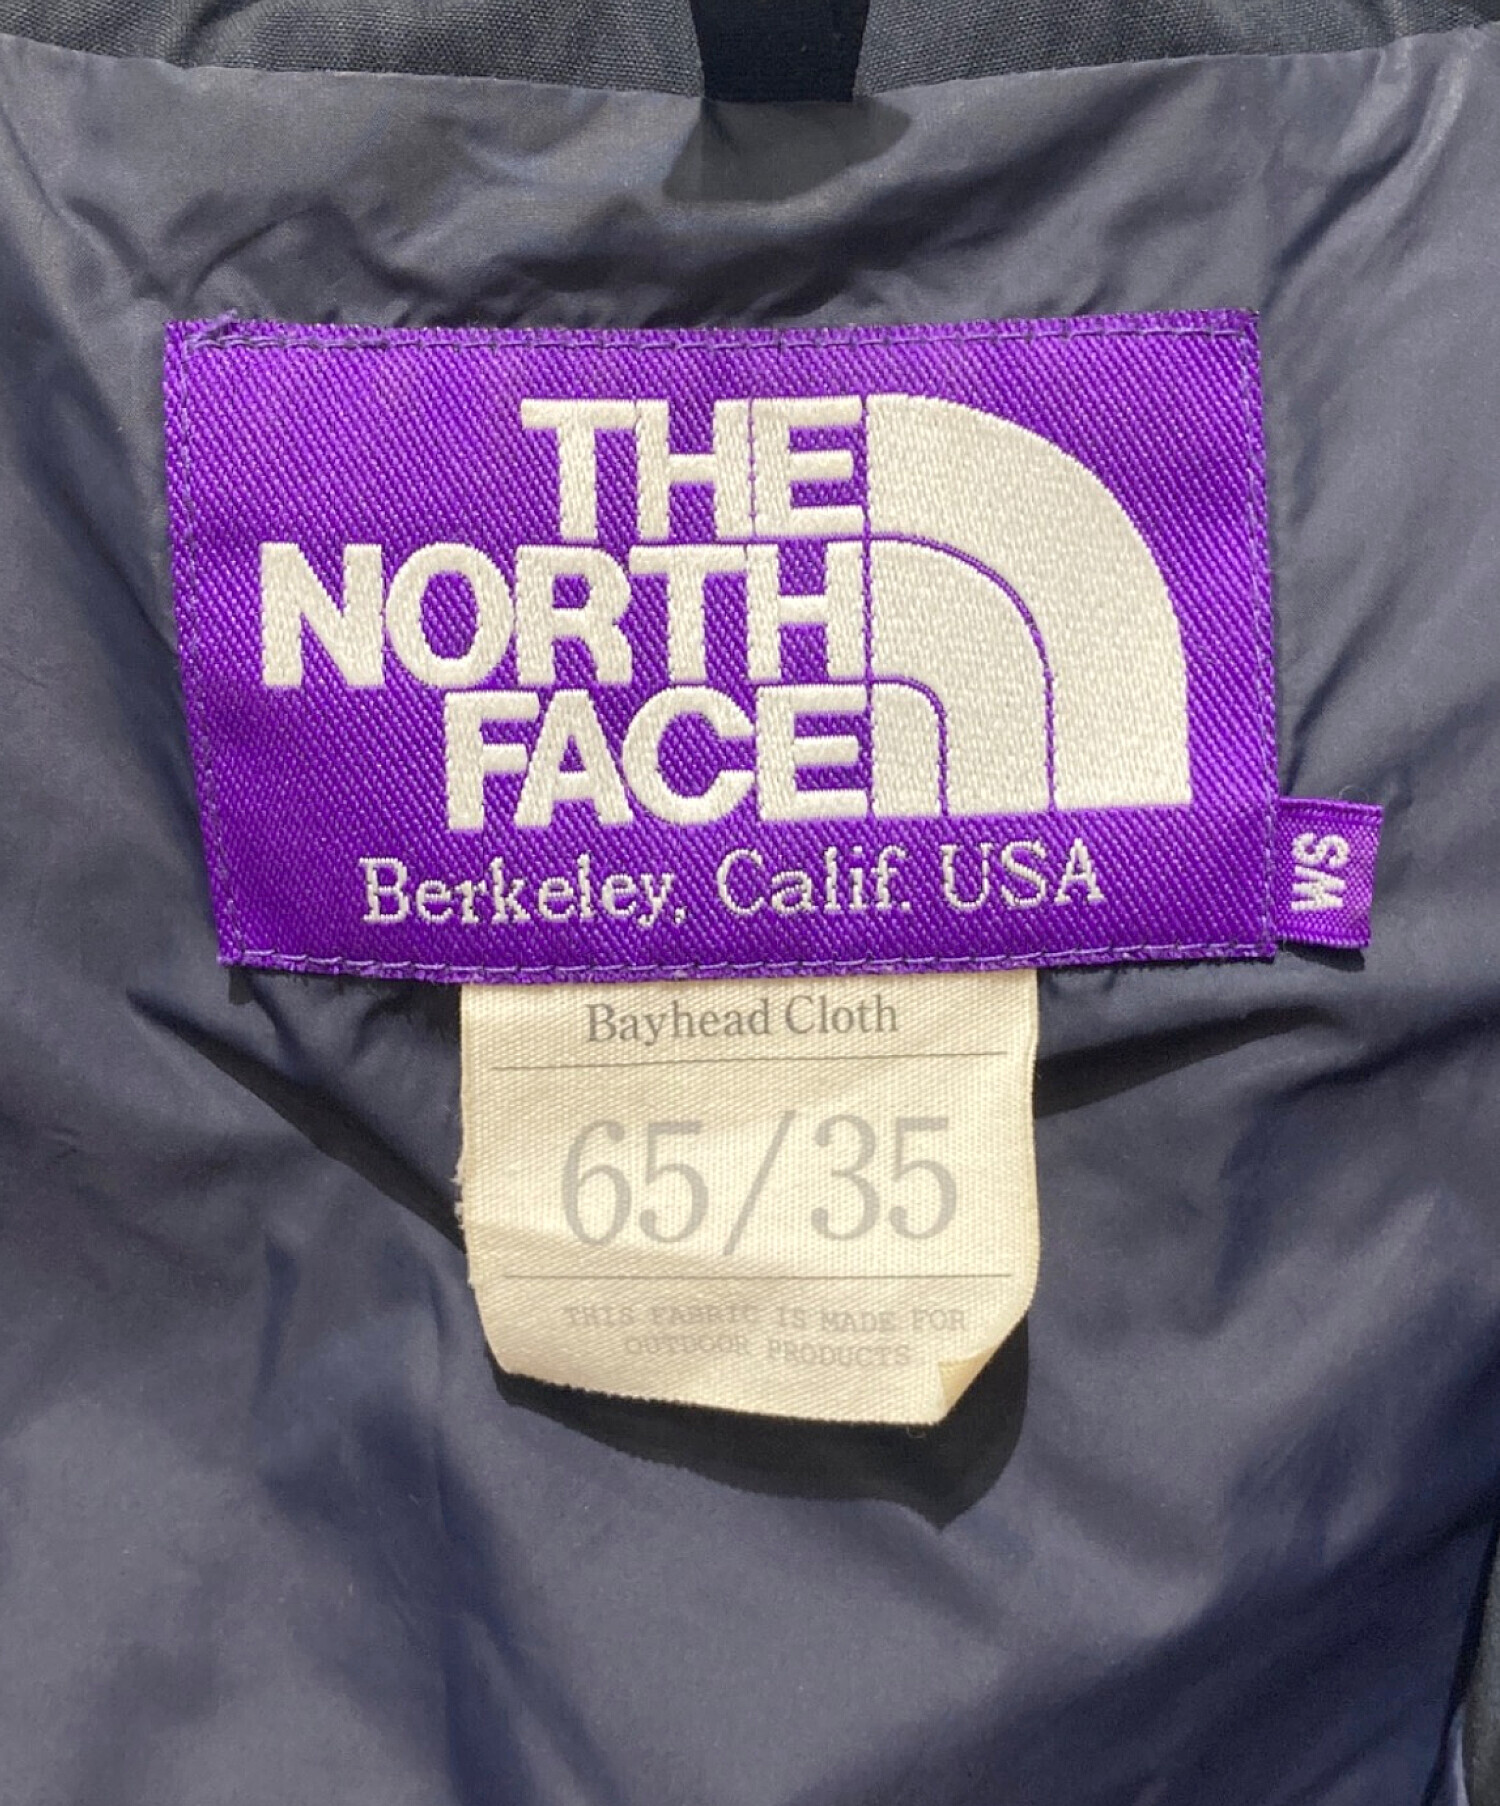 THE
NORTH
FACE
Berkeley, Calif. USA
WS
Bayhead Cloth
65/35
THIS FABRIC IS MADE FOR
OUTDOOR PRODUCTS